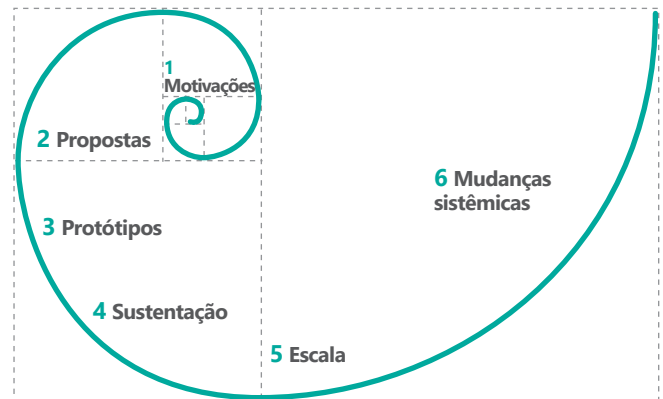 1
Motivações
2 Propostas
3 Protótipos
4 Sustentação
5 Escala
6 Mudanças
sistêmicas